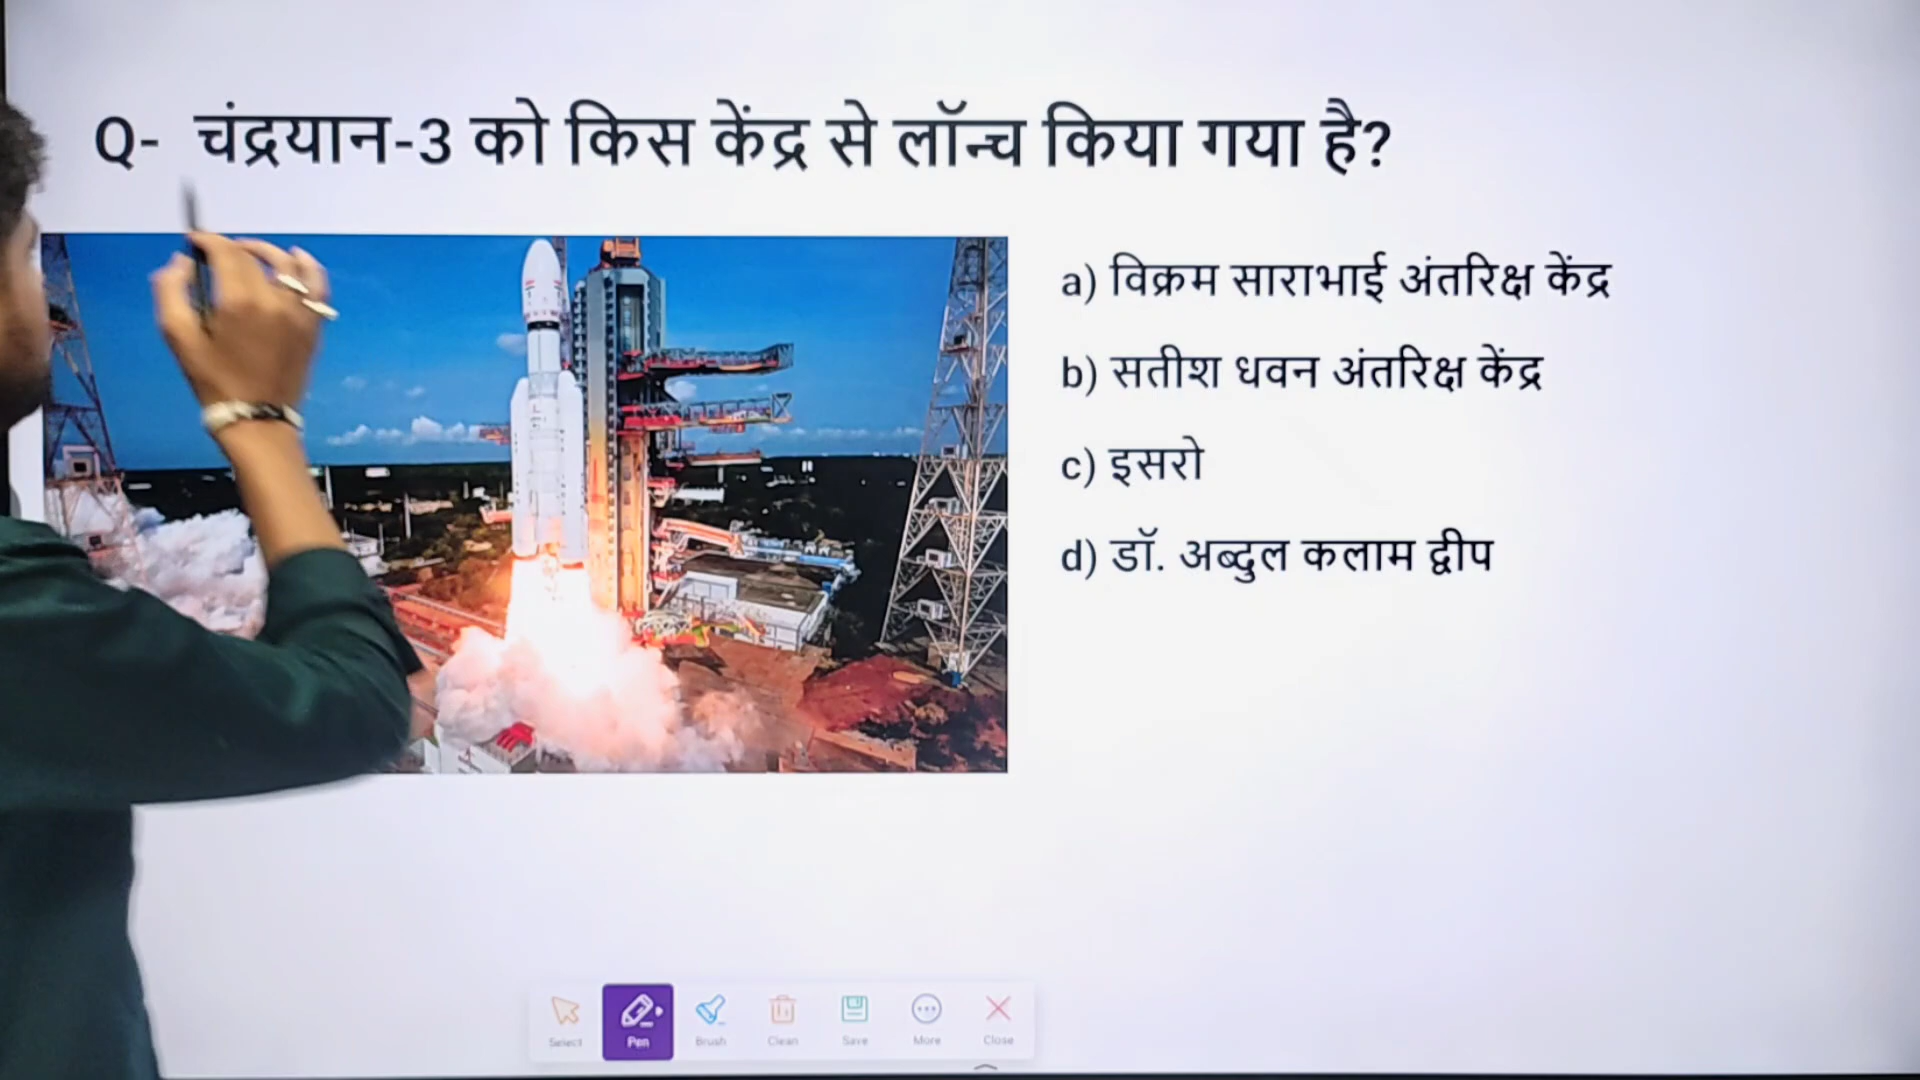 Q- चंद्रयान-3 को किस केंद्र से लॉन्च किया गया है?
a) विक्रम साराभाई अंतरिक्ष केंद्र
b) सतीश धवन अंतरिक्ष केंद्र
c) इसरो
d) डॉ. अब्दुल कलाम द्वीप
Select Pen Brush Clean Save More Close